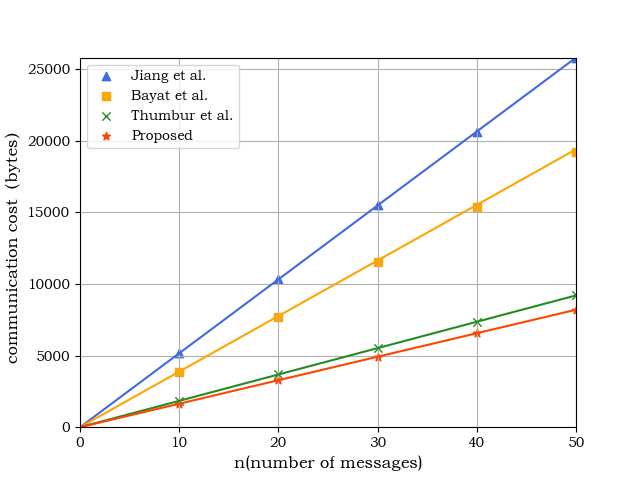 25000
20000
15000
10000
5000
0
communication cost (bytes)
Jiang et al.
Bayat et al.
Thumbur et al.
Proposed
0 10 20 30 40 50
n(number of messages)